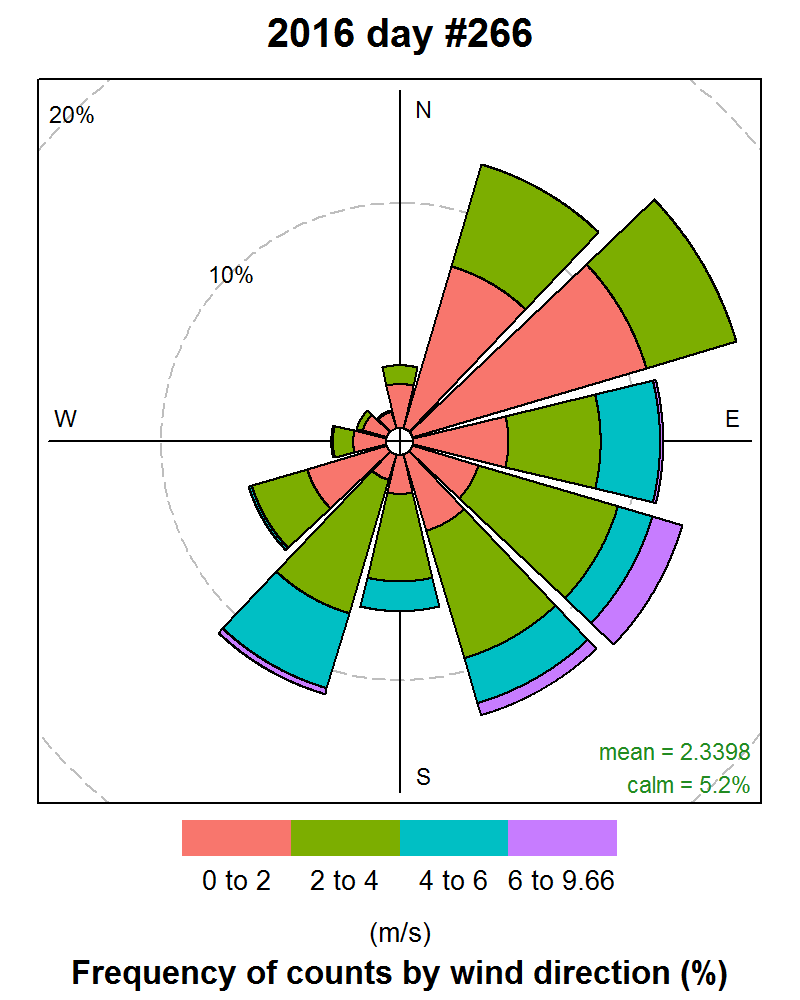 2016 day #266
N
20%
10%
W
E
S
mean = 2.3398
calm = 5.2%
0 to 2 2 to 4 4 to 6 6 to 9.66
(m/s)
Frequency of counts by wind direction (%)